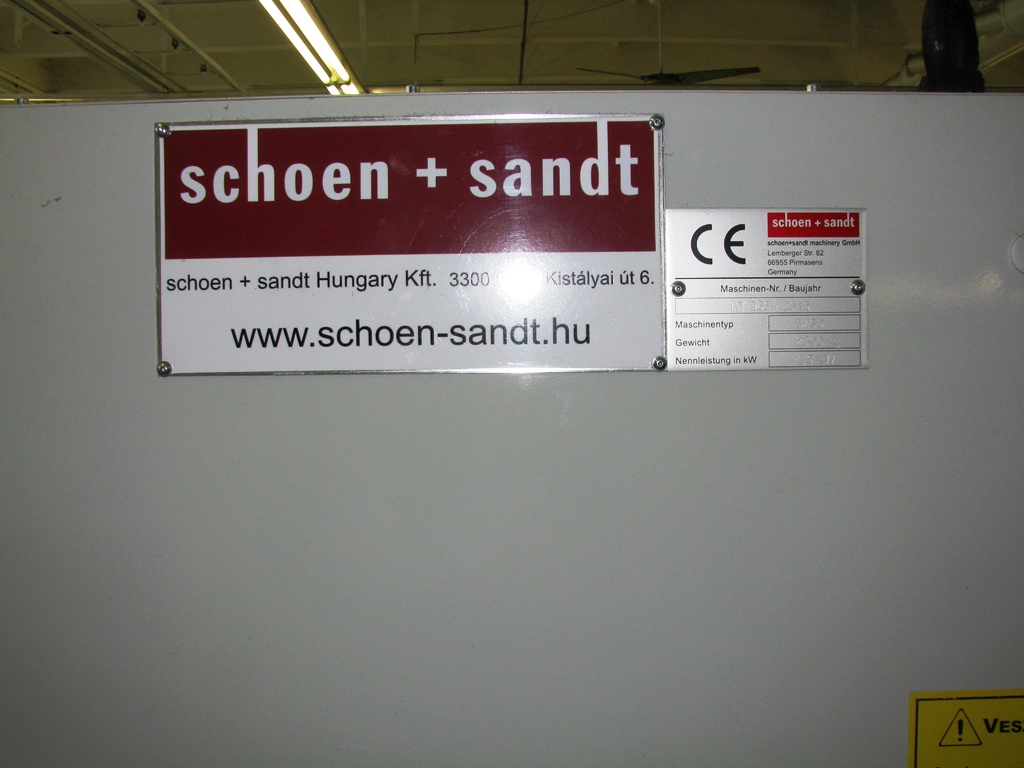 schoen + sandt
schoen + sandt Hungary Kft. 3300 Kistályai út 6.
www.schoen-sandt.hu
CE
schoen + sandt
schoen+sandt machinery GmbH
Lemberger Str. 82
66955 Pirmasens
Germany
Maschinen-Nr. / Baujahr
Maschinentyp
Gewicht
Nennleistung in kW